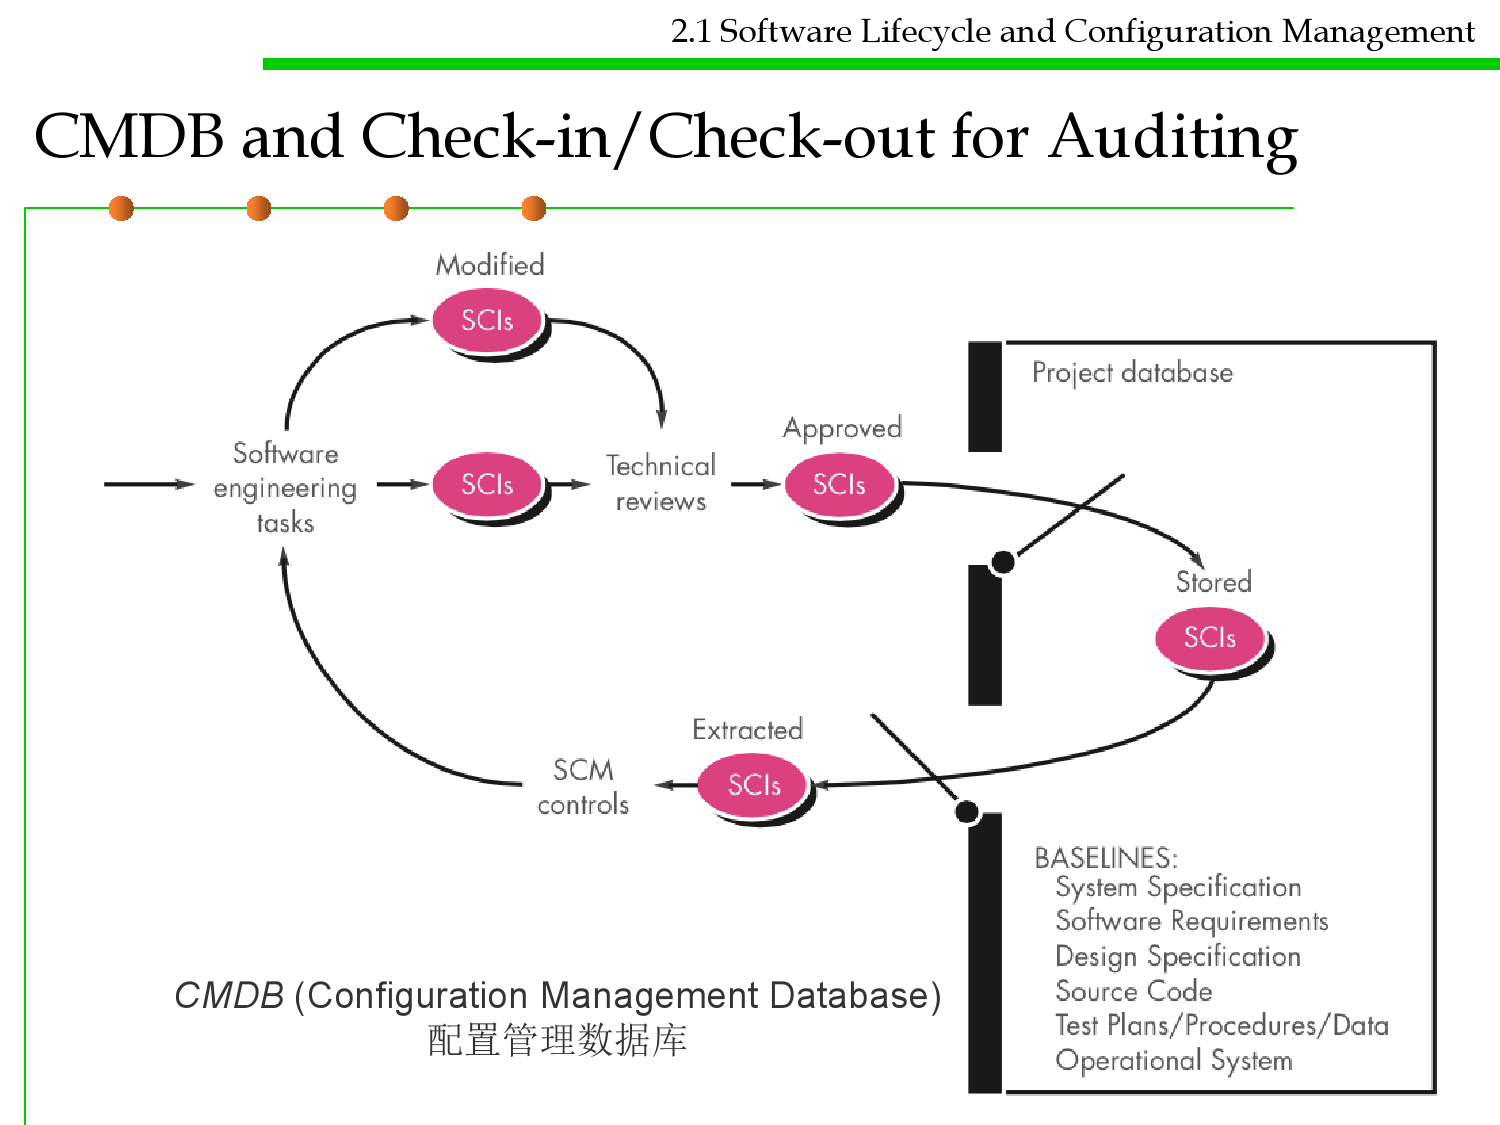 2.1 Software Lifecycle and Configuration Management
CMDB and Check-in/Check-out for Auditing
Modified
SCIs
Project database
Approved
Software
engineering
tasks
SCIs
Technical
reviews
SCIs
Stored
SCIs
Extracted
SCIs
SCM
controls
BASELINES:
System Specification
Software Requirements
Design Specification
Source Code
Test Plans/Procedures/Data
Operational System
CMDB (Configuration Management Database)
配置管理数据库